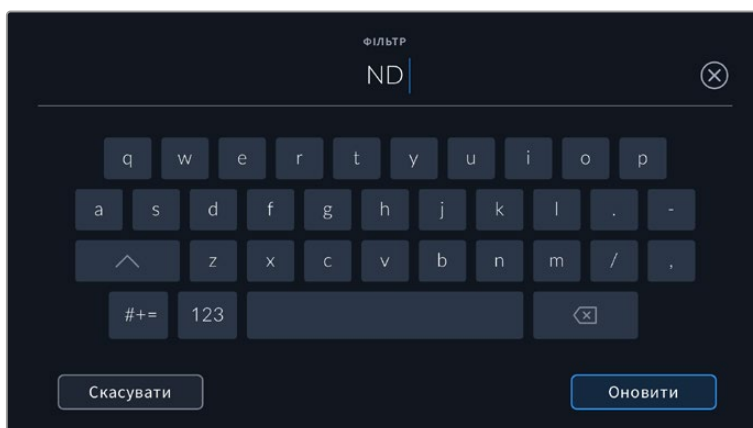 ФІЛЬТР
ND
q w e r t y u i o p
a s d f g h j k l . -
z x c v b n m / ,
#+= 123
Скасувати Оновити